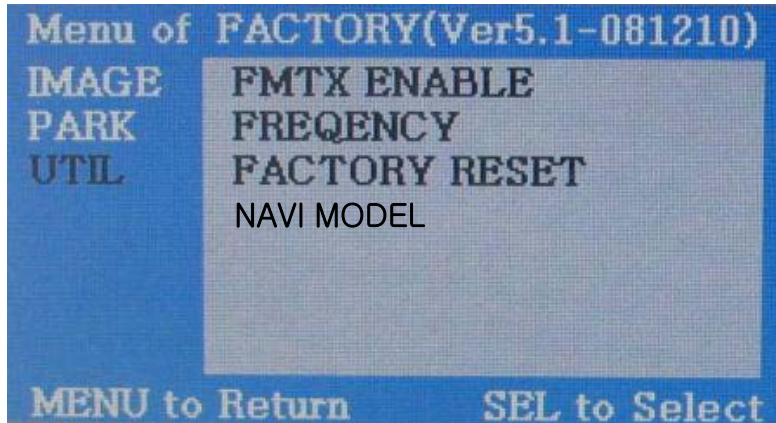 Menu of FACTORY(Ver5.1-081210)
IMAGE FMTX ENABLE
PARK FREQENCY
UTIL FACTORY RESET
NAVI MODEL
MENU to Return SEL to Select